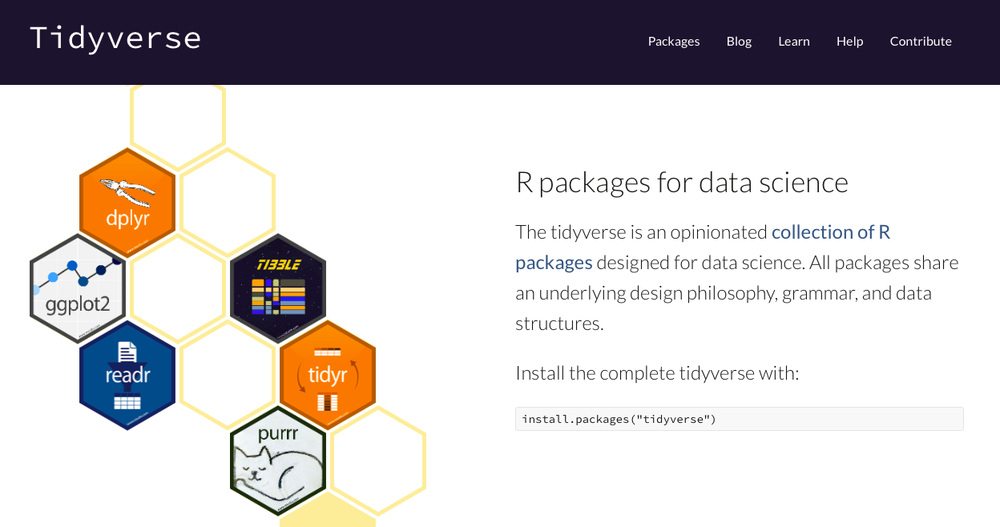 Tidyverse
Packages Blog Learn Help Contribute
dplyr
ggplot2
TIBBLE
readr
tidyr
purrr
R packages for data science
The tidyverse is an opinionated collection of R
packages designed for data science. All packages share
an underlying design philosophy, grammar, and data
structures.
Install the complete tidyverse with:
install.packages("tidyverse")